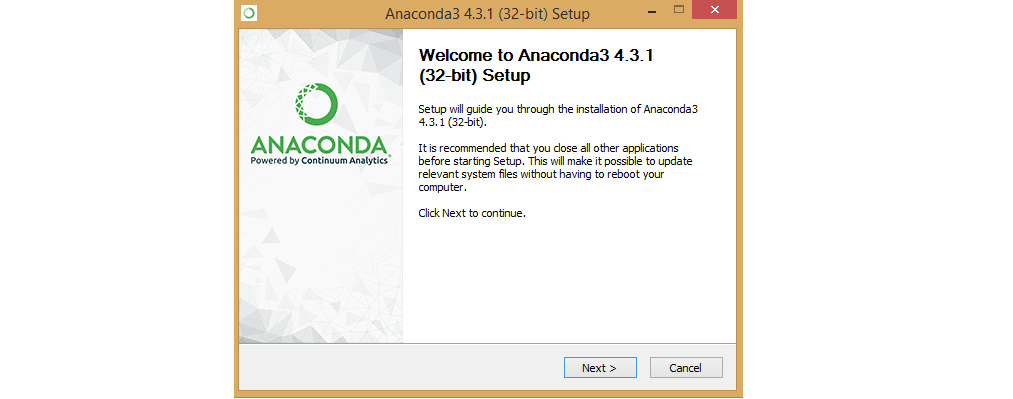 Anaconda3 4.3.1 (32-bit) Setup
Welcome to Anaconda3 4.3.1
(32-bit) Setup
Setup will guide you through the installation of Anaconda3
4.3.1 (32-bit).
It is recommended that you close all other applications
before starting Setup. This will make it possible to update
relevant system files without having to reboot your
computer.
Click Next to continue.
ANACONDA
Powered by Continuum Analytics
Next >
Cancel